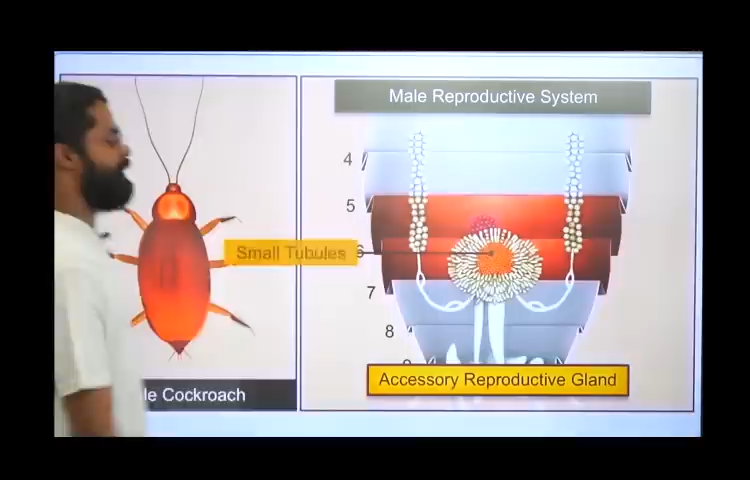 Male Reproductive System
4
5
Small Tubules
6
7
8
le Cockroach
Accessory Reproductive Gland